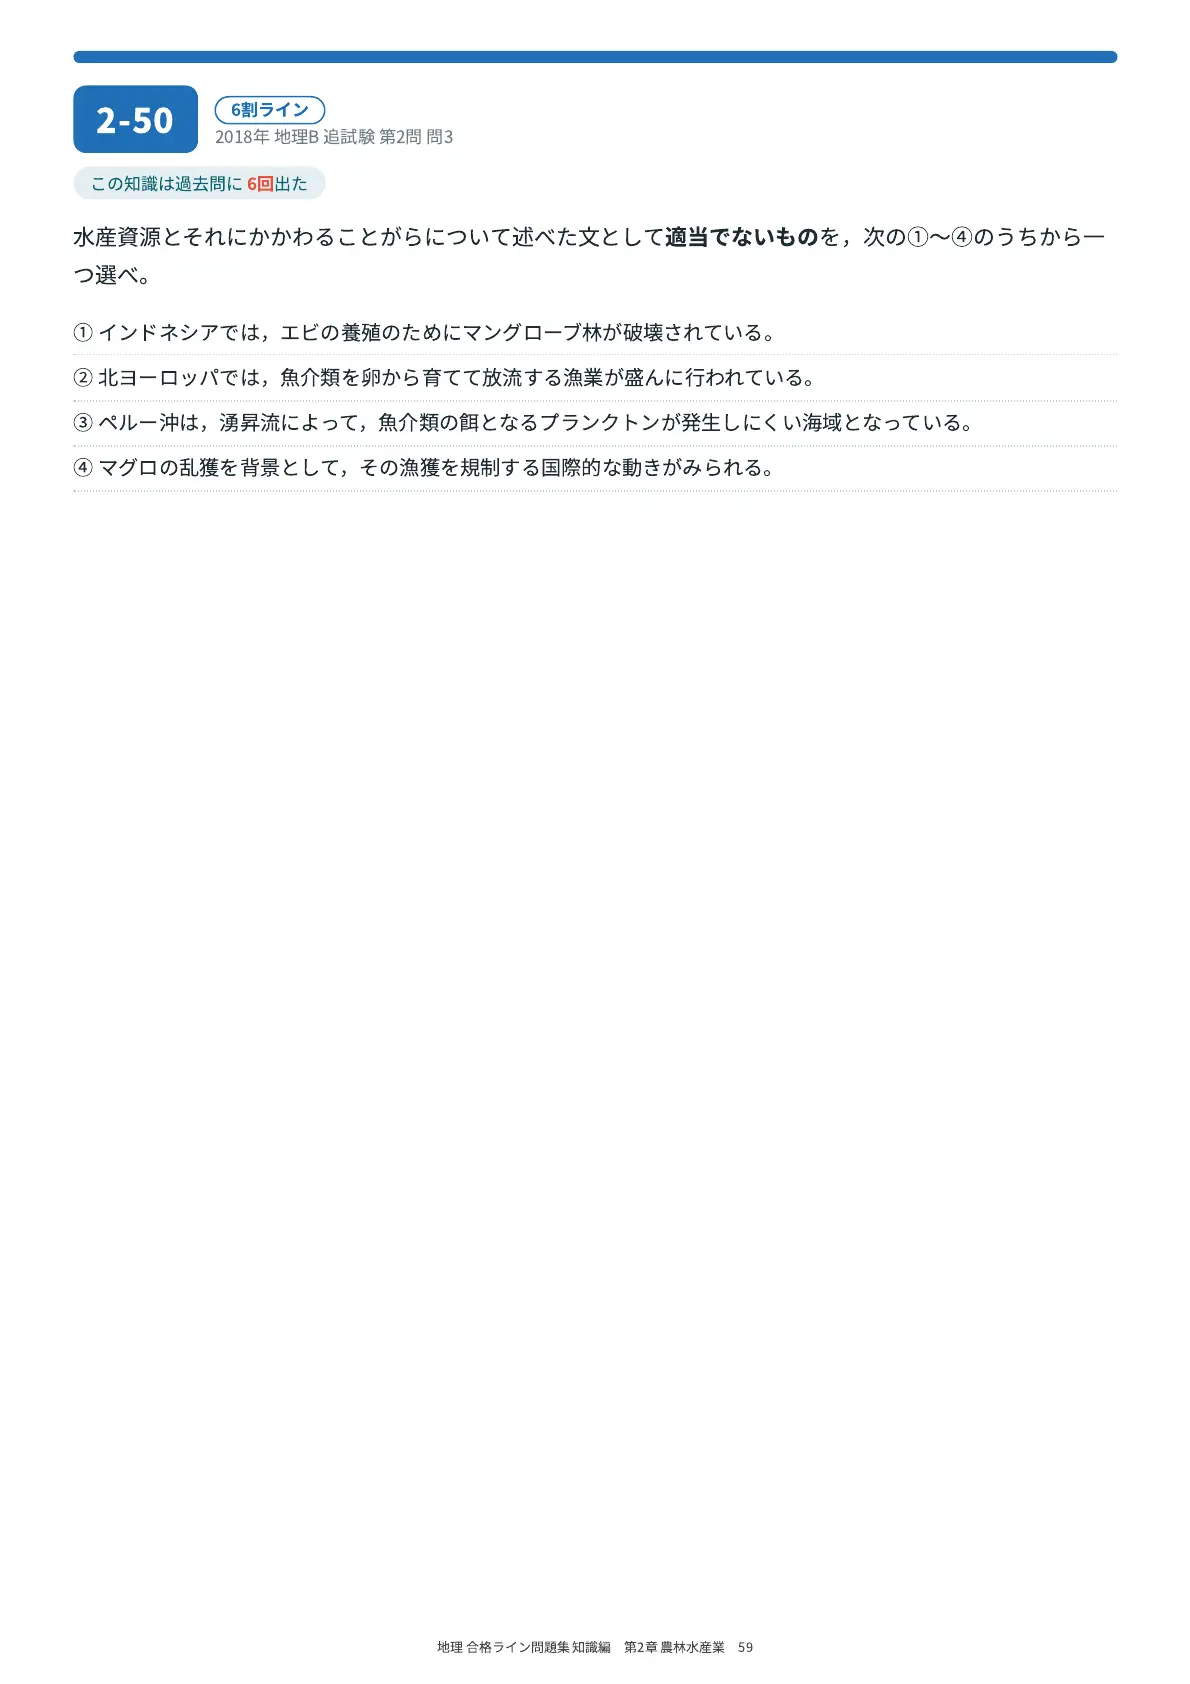 2-50
6割ライン
2018年 地理B 追試験 第2問 問3
この知識は過去問に 6回出た
水産資源とそれにかかわることがらについて述べた文として適当でないものを，次の①〜④のうちから一
つ選べ。
① インドネシアでは，エビの養殖のためにマングローブ林が破壊されている。
② 北ヨーロッパでは，魚介類を卵から育てて放流する漁業が盛んに行われている。
③ ペルー沖は，湧昇流によって，魚介類の餌となるプランクトンが発生しにくい海域となっている。
④ マグロの乱獲を背景として，その漁獲を規制する国際的な動きがみられる。
地理 合格ライン問題集 知識編　第2章 農林水産業　59